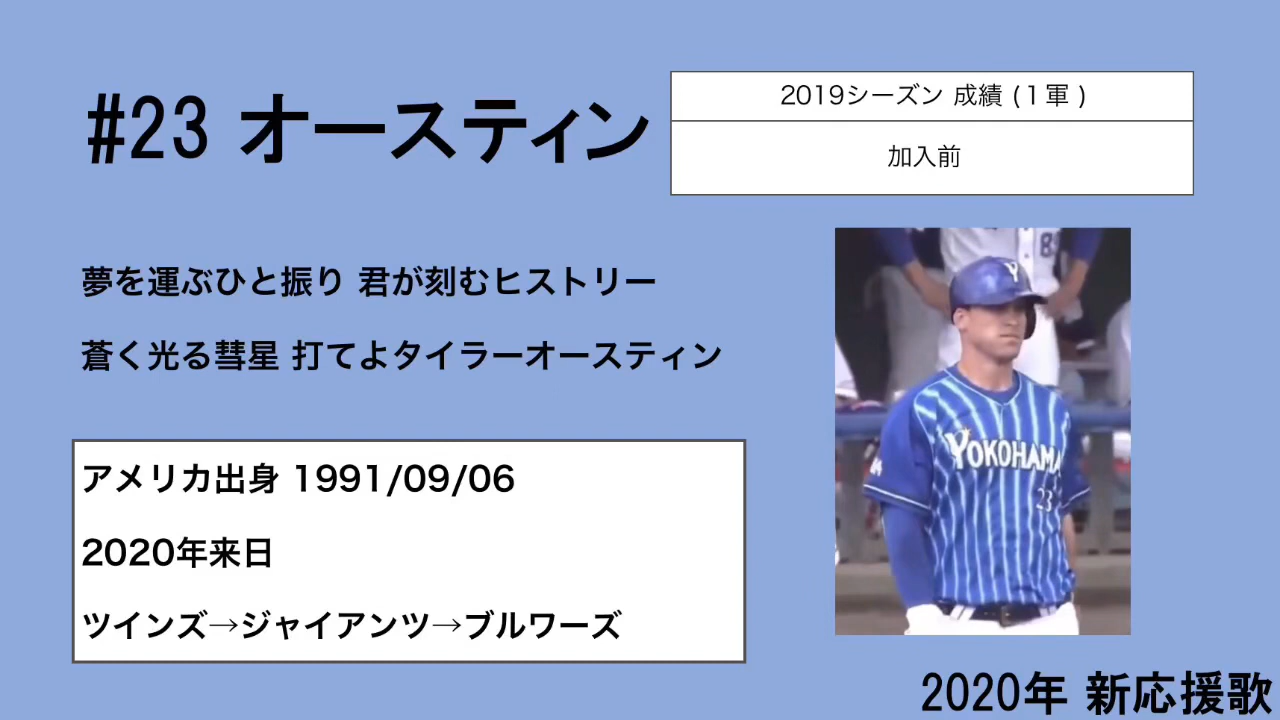 #23 オースティン
2019シーズン 成績 (１軍 )
加入前
夢を運ぶひと振り 君が刻むヒストリー
蒼く光る彗星 打てよタイラーオースティン
アメリカ出身 1991/09/06
2020年来日
ツインズ→ジャイアンツ→ブルワーズ
YOKOHAMA
23
2020年 新応援歌